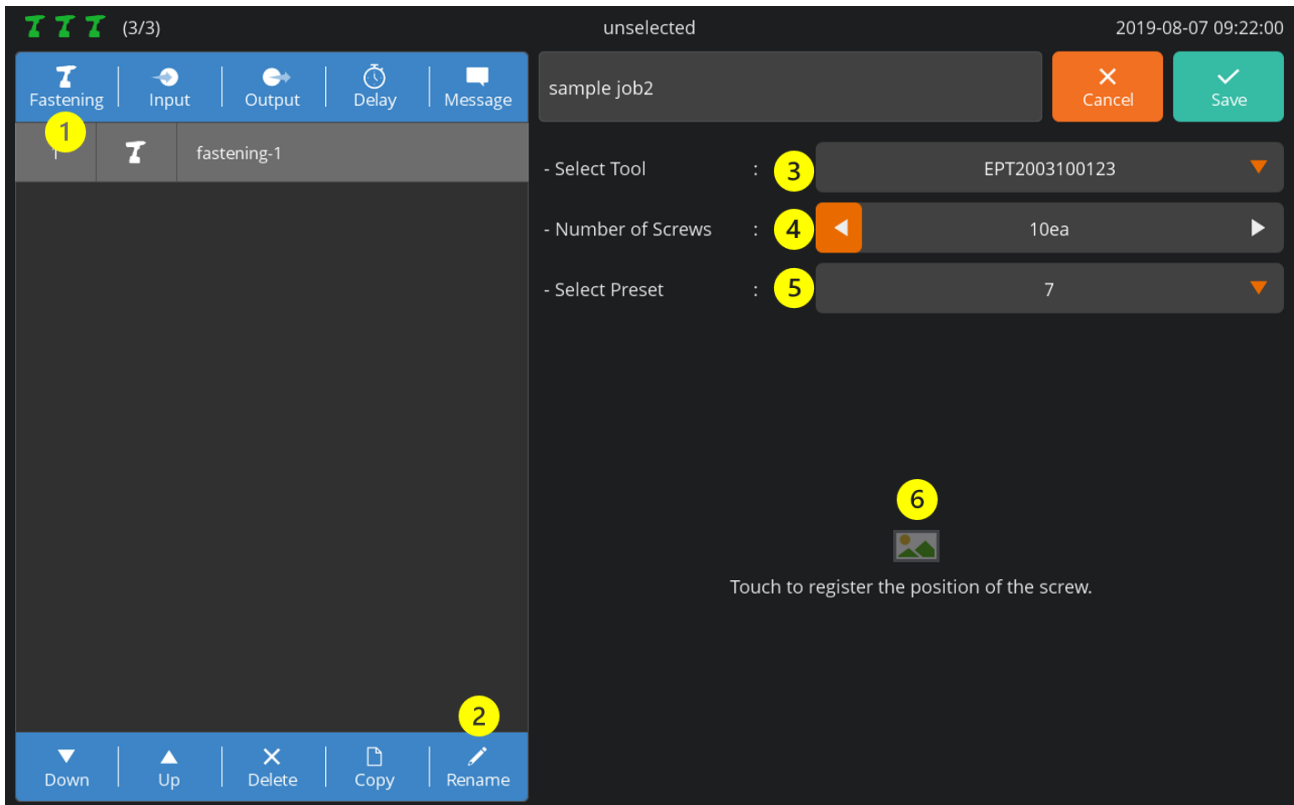 (3/3) unselected 2019-08-07 09:22:00
Fastening Input Output Delay Message
sample job2
Cancel
Save
1
1 fastening-1
- Select Tool : 3 EPT2003100123
- Number of Screws : 4 10ea
- Select Preset : 5 7
6
Touch to register the position of the screw.
2
Down Up Delete Copy Rename